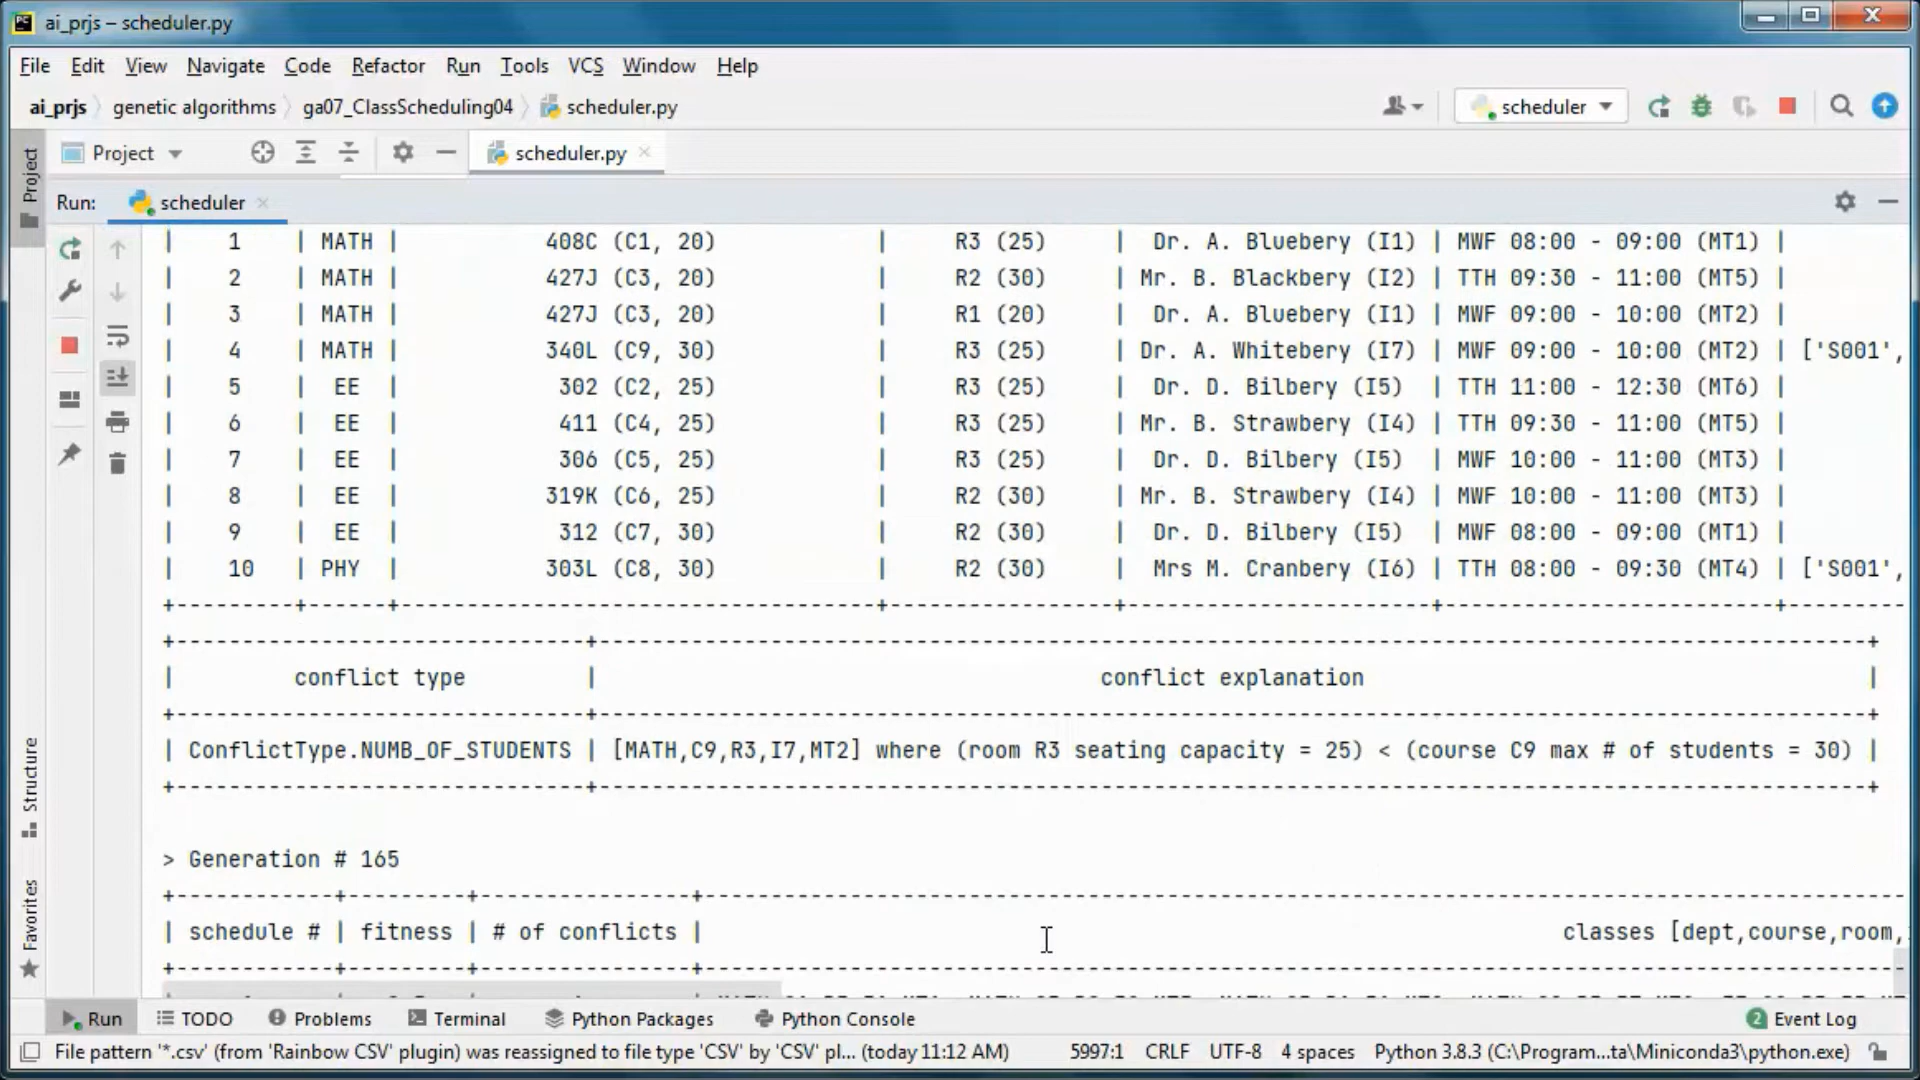 ai_prjs – scheduler.py
File Edit View Navigate Code Refactor Run Tools VCS Window Help
ai_prjs genetic algorithms ga07_ClassScheduling04 scheduler.py scheduler
Project scheduler.py
Project
Run: scheduler
| 1 | MATH | 408C (C1, 20) | R3 (25) | Dr. A. Bluebery (I1) | MWF 08:00 - 09:00 (MT1) |
| 2 | MATH | 427J (C3, 20) | R2 (30) | Mr. B. Blackbery (I2) | TTH 09:30 - 11:00 (MT5) |
| 3 | MATH | 427J (C3, 20) | R1 (20) | Dr. A. Bluebery (I1) | MWF 09:00 - 10:00 (MT2) |
| 4 | MATH | 340L (C9, 30) | R3 (25) | Dr. A. Whitebery (I7) | MWF 09:00 - 10:00 (MT2) | ['S001',
| 5 | EE | 302 (C2, 25) | R3 (25) | Dr. D. Bilbery (I5) | TTH 11:00 - 12:30 (MT6) |
| 6 | EE | 411 (C4, 25) | R3 (25) | Mr. B. Strawbery (I4) | TTH 09:30 - 11:00 (MT5) |
| 7 | EE | 306 (C5, 25) | R3 (25) | Dr. D. Bilbery (I5) | MWF 10:00 - 11:00 (MT3) |
| 8 | EE | 319K (C6, 25) | R2 (30) | Mr. B. Strawbery (I4) | MWF 10:00 - 11:00 (MT3) |
| 9 | EE | 312 (C7, 30) | R2 (30) | Dr. D. Bilbery (I5) | MWF 08:00 - 09:00 (MT1) |
| 10 | PHY | 303L (C8, 30) | R2 (30) | Mrs M. Cranbery (I6) | TTH 08:00 - 09:30 (MT4) | ['S001',
| conflict type | conflict explanation |
| ConflictType.NUMB_OF_STUDENTS | [MATH,C9,R3,I7,MT2] where (room R3 seating capacity = 25) < (course C9 max # of students = 30) |
> Generation # 165
| schedule # | fitness | # of conflicts | classes [dept,course,room,
Structure
Favorites
Run TODO Problems Terminal Python Packages Python Console 2 Event Log
File pattern '*.csv' (from 'Rainbow CSV' plugin) was reassigned to file type 'CSV' by 'CSV' pl... (today 11:12 AM) 5997:1 CRLF UTF-8 4 spaces Python 3.8.3 (C:\Program...ta\Miniconda3\python.exe)